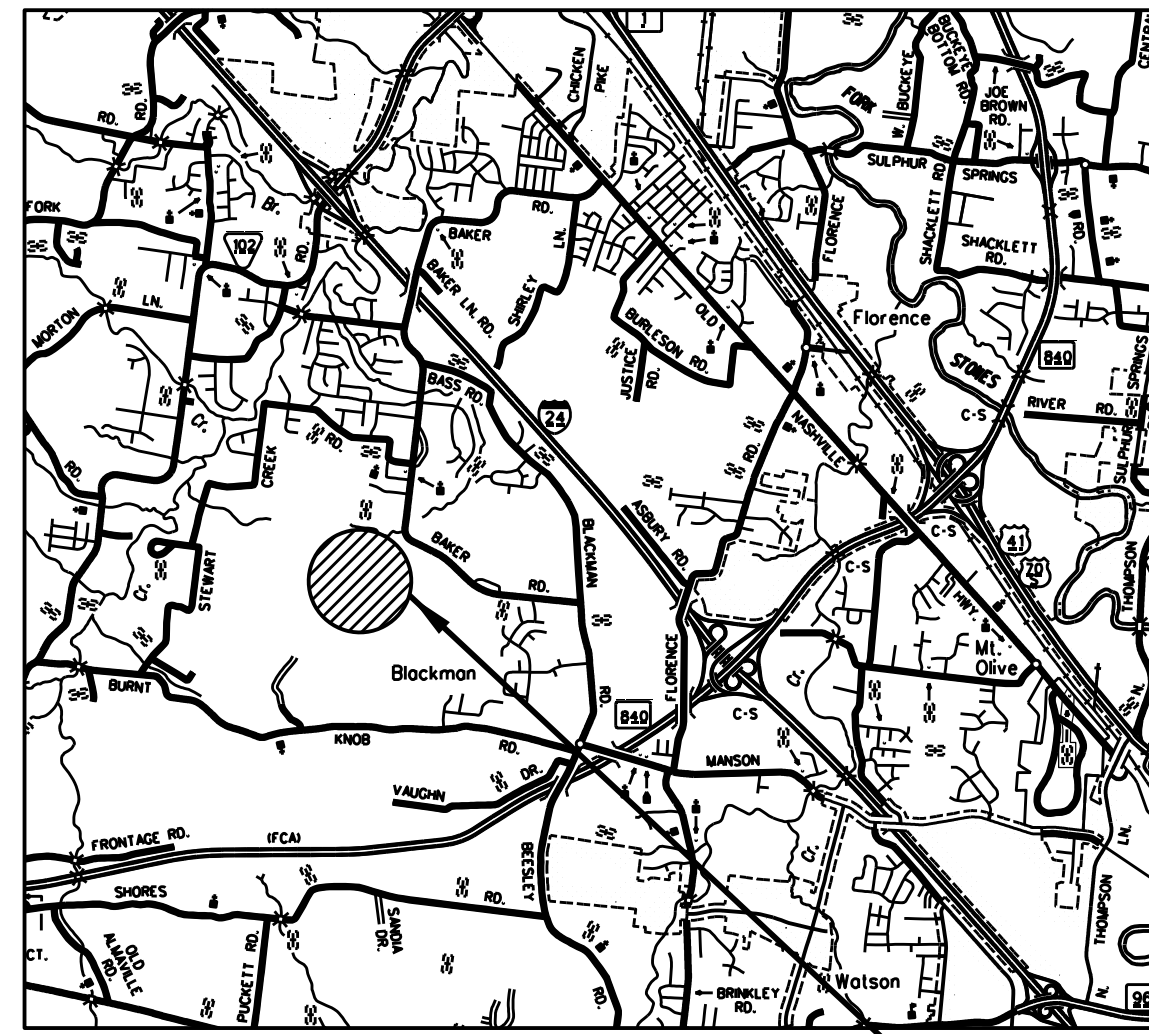 1
CHICKEN
PIKE
FORK
W. BUCKEYE
BUCKEYE
BOTTOM
RD.
JOE
BROWN
RD.
CENTRAL
RD.
RD.
SULPHUR
SPRINGS
RD.
FORK
Br.
102
RD.
BAKER
RD.
LN.
SHIRLEY
BAKER LN. RD.
FLORENCE
SHACKLETT
RD.
SHACKLETT
RD.
MORTON
LN.
OLD
BURLESON RD.
JUSTICE
RD.
Florence
STONES
840
SPRINGS
SULPHUR
BASS RD.
24
C-S
RIVER
RD.
Cr.
RD.
CREEK
RD.
NASHVILLE
RD.
ASBURY RD.
BLACKMAN
RD.
C-S
C-S
41
70
STEWART
Cr.
BAKER
RD.
HWY.
THOMPSON
Mt.
Olive
BURNT
Blackman
FLORENCE
840
C-S
Cr.
N.
KNOB
RD.
MANSON
VAUGHN
DR.
FRONTAGE RD.
(FCA)
BEESLEY
RD.
Cr.
LN.
THOMPSON
N.
SHORES
RD.
SANDIA
DR.
CT.
OLD
ALMAVILLE
RD.
PUCKETT RD.
BRINKLEY
RD.
Watson
96